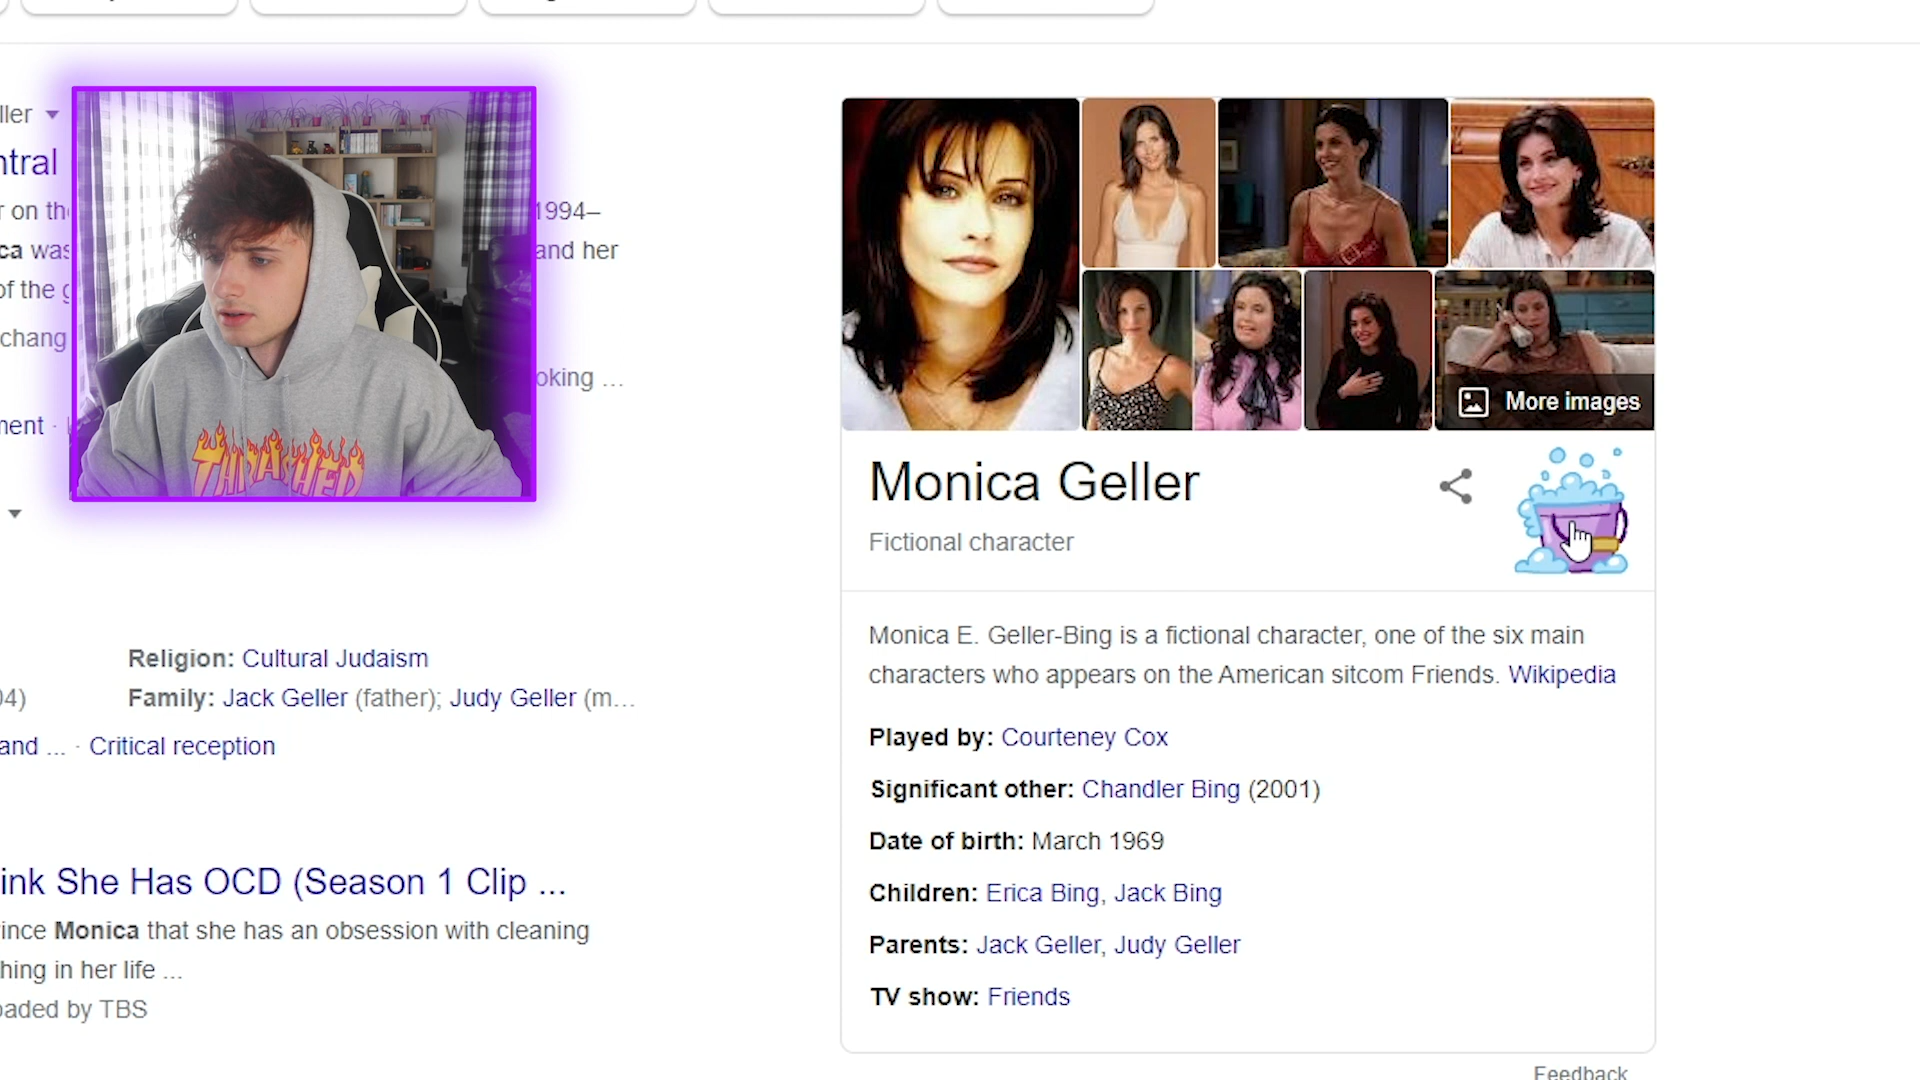 ller
ntral
r on the
1994–
ca was
and her
of the g
chang
oking ...
ment ·
THRASHER
More images
Monica Geller
Fictional character
Monica E. Geller-Bing is a fictional character, one of the six main
characters who appears on the American sitcom Friends. Wikipedia
Played by: Courteney Cox
Significant other: Chandler Bing (2001)
Date of birth: March 1969
Children: Erica Bing, Jack Bing
Parents: Jack Geller, Judy Geller
TV show: Friends
Feedback
Religion: Cultural Judaism
04)
Family: Jack Geller (father); Judy Geller (m...
and ... · Critical reception
ink She Has OCD (Season 1 Clip ...
ince Monica that she has an obsession with cleaning
hing in her life ...
oaded by TBS